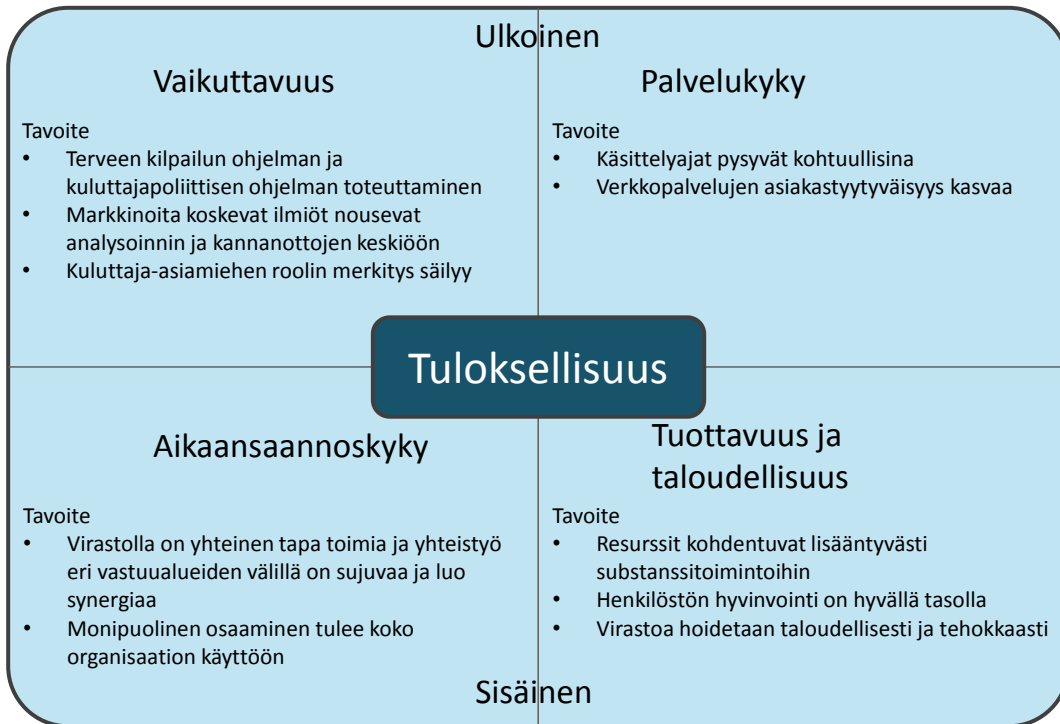 Ulkoinen
Vaikuttavuus
Tavoite
• Terveen kilpailun ohjelman ja
kuluttajapoliittisen ohjelman toteuttaminen
• Markkinoita koskevat ilmiöt nousevat
analysoinnin ja kannanottojen keskiöön
• Kuluttaja-asiamiehen roolin merkitys säilyy
Palvelukyky
Tavoite
• Käsittelyajat pysyvät kohtuullisina
• Verkkopalvelujen asiakastyytyväisyys kasvaa
Tuloksellisuus
Aikaansaannoskyky
Tavoite
• Virastolla on yhteinen tapa toimia ja yhteistyö
eri vastuualueiden välillä on sujuvaa ja luo
synergiaa
• Monipuolinen osaaminen tulee koko
organisaation käyttöön
Tuottavuus ja
taloudellisuus
Tavoite
• Resurssit kohdentuvat lisääntyvästi
substanssitoimintoihin
• Henkilöstön hyvinvointi on hyvällä tasolla
• Virastoa hoidetaan taloudellisesti ja tehokkaasti
Sisäinen